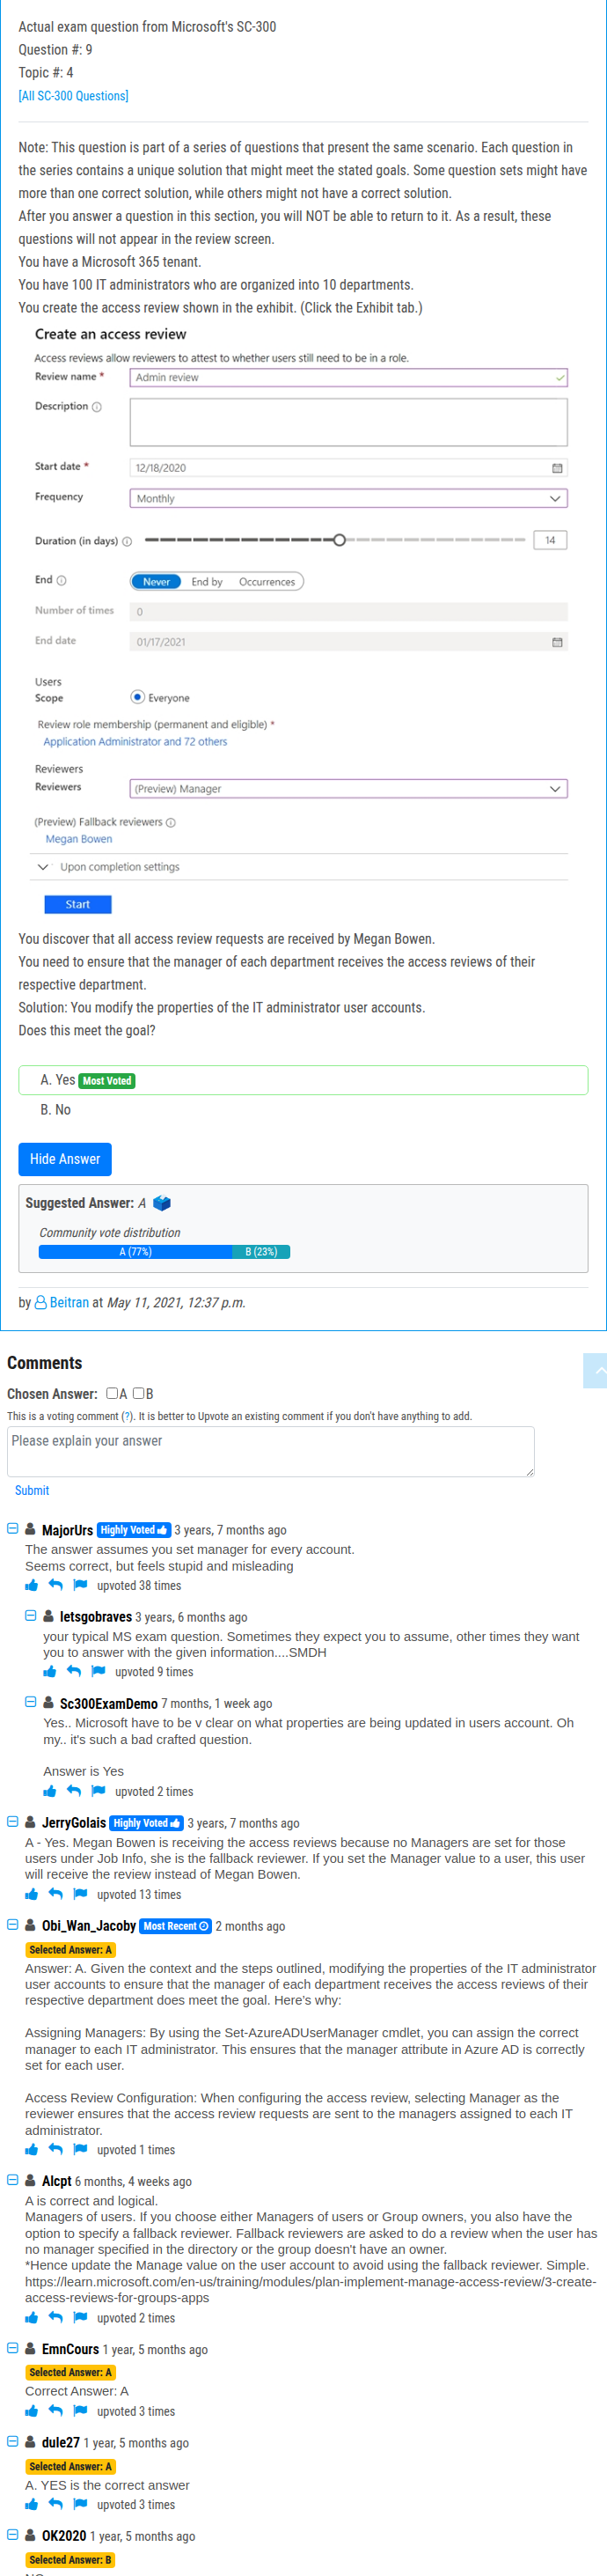 Actual exam question from Microsoft's SC-300
Question #: 9
Topic #: 4
[All SC-300 Questions]
Note: This question is part of a series of questions that present the same scenario. Each question in
the series contains a unique solution that might meet the stated goals. Some question sets might have
more than one correct solution, while others might not have a correct solution.
After you answer a question in this section, you will NOT be able to return to it. As a result, these
questions will not appear in the review screen.
You have a Microsoft 365 tenant.
You have 100 IT administrators who are organized into 10 departments.
You create the access review shown in the exhibit. (Click the Exhibit tab.)
Create an access review
Access reviews allow reviewers to attest to whether users still need to be in a role.
Review name * Admin review
Description
Start date * 12/18/2020
Frequency Monthly
Duration (in days) 14
End Never End by Occurrences
Number of times 0
End date 01/17/2021
Users
Scope Everyone
Review role membership (permanent and eligible) *
Application Administrator and 72 others
Reviewers
Reviewers (Preview) Manager
(Preview) Fallback reviewers
Megan Bowen
Upon completion settings
Start
You discover that all access review requests are received by Megan Bowen.
You need to ensure that the manager of each department receives the access reviews of their
respective department.
Solution: You modify the properties of the IT administrator user accounts.
Does this meet the goal?
A. Yes Most Voted
B. No
Hide Answer
Suggested Answer: A
Community vote distribution
A (77%) B (23%)
by Beitran at May 11, 2021, 12:37 p.m.
Comments
Chosen Answer: A B
This is a voting comment (?). It is better to Upvote an existing comment if you don't have anything to add.
Please explain your answer
Submit
MajorUrs Highly Voted 3 years, 7 months ago
The answer assumes you set manager for every account.
Seems correct, but feels stupid and misleading
upvoted 38 times
letsgobraves 3 years, 6 months ago
your typical MS exam question. Sometimes they expect you to assume, other times they want
you to answer with the given information....SMDH
upvoted 9 times
Sc300ExamDemo 7 months, 1 week ago
Yes.. Microsoft have to be v clear on what properties are being updated in users account. Oh
my.. it's such a bad crafted question.
Answer is Yes
upvoted 2 times
JerryGolais Highly Voted 3 years, 7 months ago
A - Yes. Megan Bowen is receiving the access reviews because no Managers are set for those
users under Job Info, she is the fallback reviewer. If you set the Manager value to a user, this user
will receive the review instead of Megan Bowen.
upvoted 13 times
Obi_Wan_Jacoby Most Recent 2 months ago
Selected Answer: A
Answer: A. Given the context and the steps outlined, modifying the properties of the IT administrator
user accounts to ensure that the manager of each department receives the access reviews of their
respective department does meet the goal. Here's why:
Assigning Managers: By using the Set-AzureADUserManager cmdlet, you can assign the correct
manager to each IT administrator. This ensures that the manager attribute in Azure AD is correctly
set for each user.
Access Review Configuration: When configuring the access review, selecting Manager as the
reviewer ensures that the access review requests are sent to the managers assigned to each IT
administrator.
upvoted 1 times
Alcpt 6 months, 4 weeks ago
A is correct and logical.
Managers of users. If you choose either Managers of users or Group owners, you also have the
option to specify a fallback reviewer. Fallback reviewers are asked to do a review when the user has
no manager specified in the directory or the group doesn't have an owner.
*Hence update the Manage value on the user account to avoid using the fallback reviewer. Simple.
https://learn.microsoft.com/en-us/training/modules/plan-implement-manage-access-review/3-create-
access-reviews-for-groups-apps
upvoted 2 times
EmnCours 1 year, 5 months ago
Selected Answer: A
Correct Answer: A
upvoted 3 times
dule27 1 year, 5 months ago
Selected Answer: A
A. YES is the correct answer
upvoted 3 times
OK2020 1 year, 5 months ago
Selected Answer: B